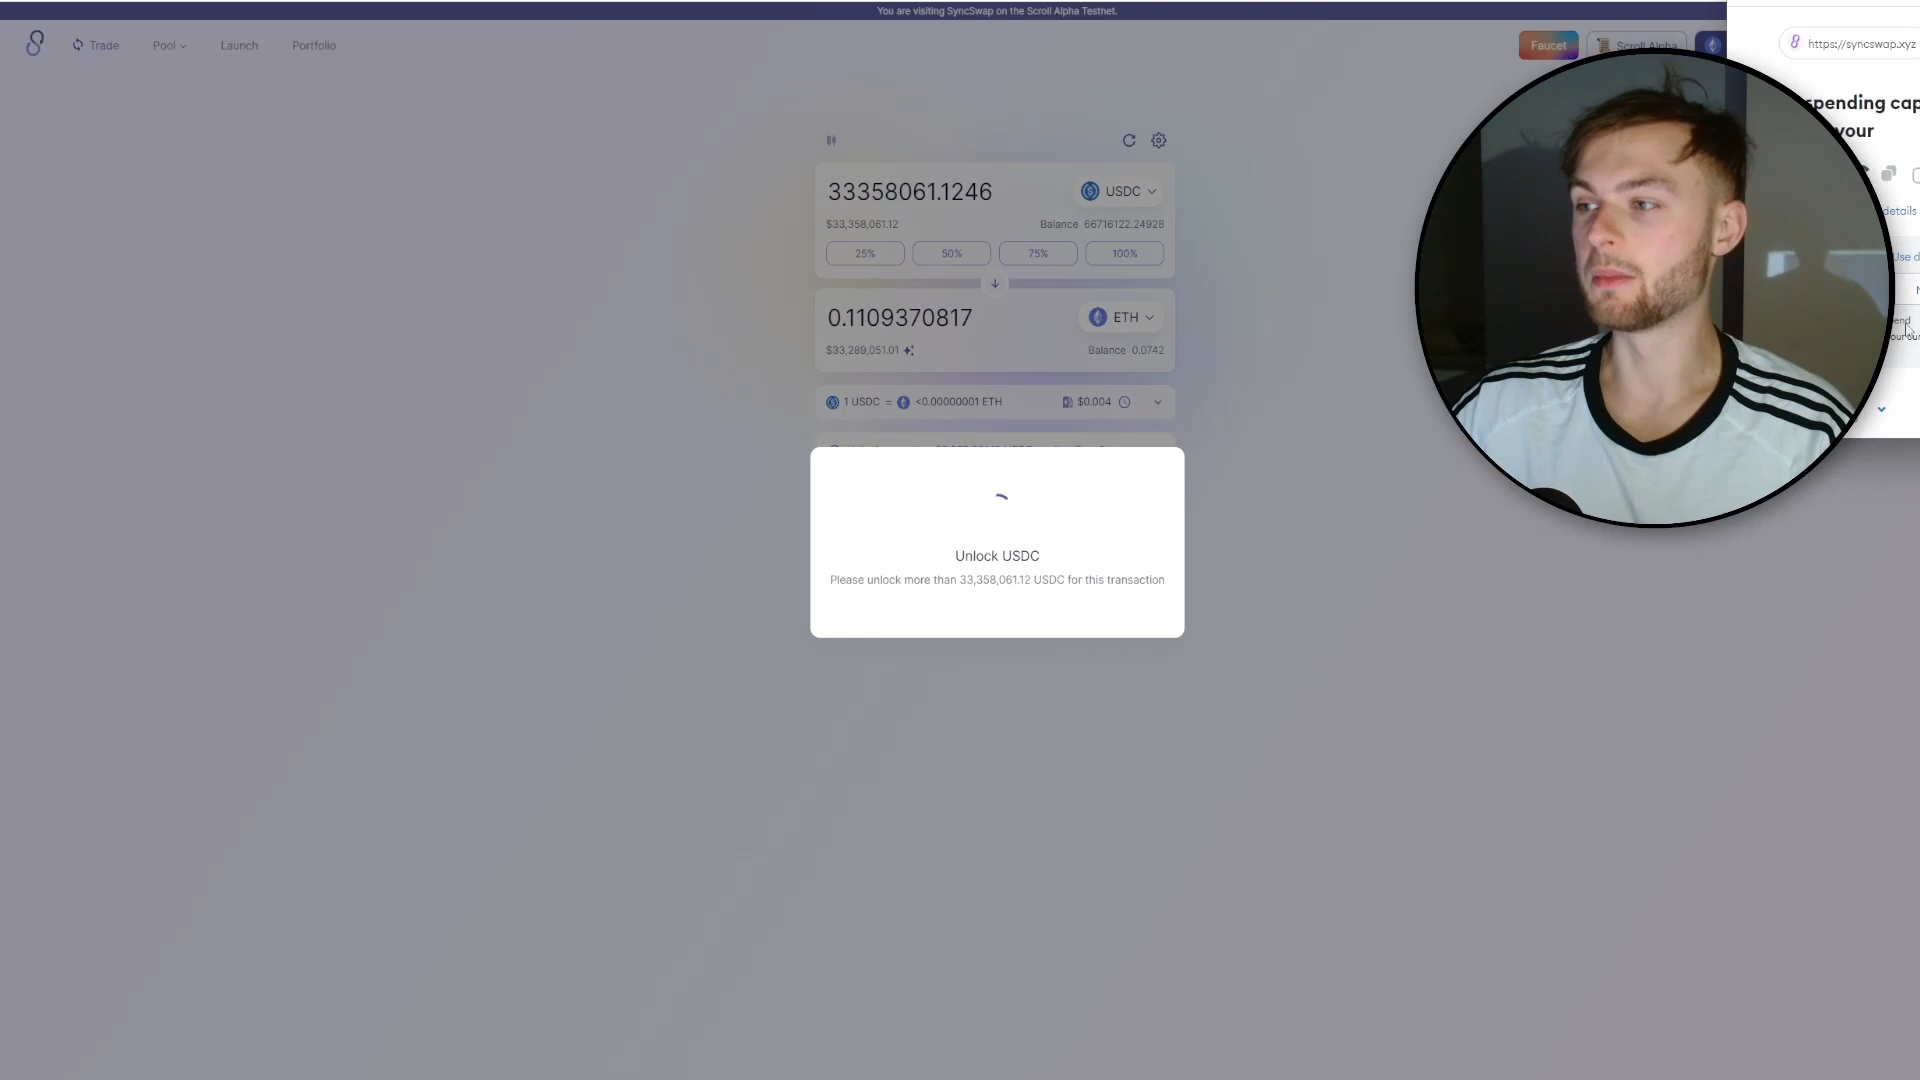 You are visiting SyncSwap on the Scroll Alpha Testnet.
Trade
Pool
Launch
Portfolio
Faucet
Scroll Alpha
https://syncswap.xyz
spending cap
your
details
33358061.1246
USDC
$33,358,061.12
Balance 66716122.24928
25%
50%
75%
100%
0.1109370817
ETH
$33,289,051.01
Balance 0.0742
1 USDC = <0.00000001 ETH
$0.004
Unlock USDC
Please unlock more than 33,358,061.12 USDC for this transaction